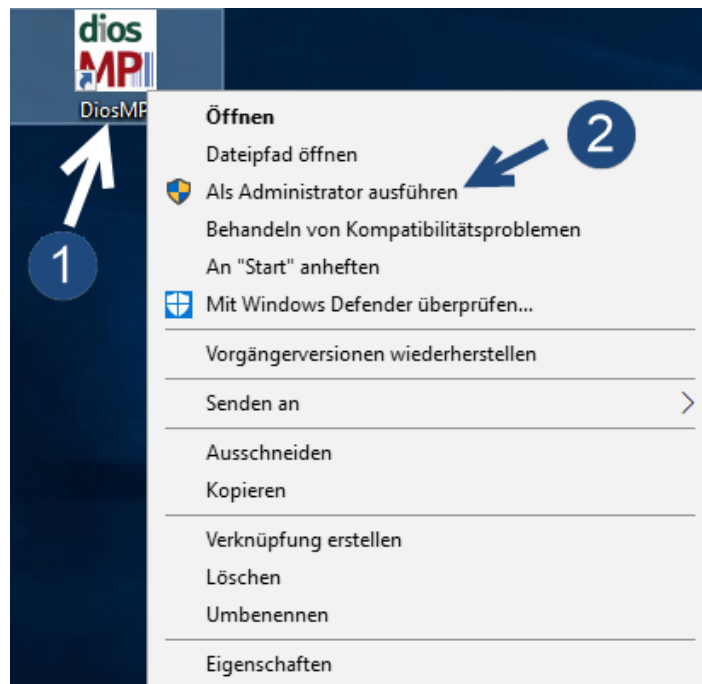 dios
MP
DiosMP
1
2
Öffnen
Dateipfad öffnen
Als Administrator ausführen
Behandeln von Kompatibilitätsproblemen
An "Start" anheften
Mit Windows Defender überprüfen...
Vorgängerversionen wiederherstellen
Senden an
Ausschneiden
Kopieren
Verknüpfung erstellen
Löschen
Umbenennen
Eigenschaften